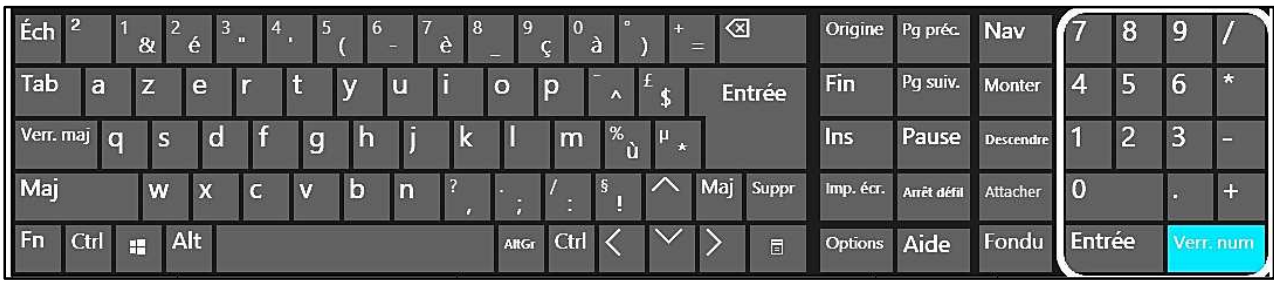 Éch ² 1 & 2 é 3 " 4 ' 5 ( 6 - 7 è 8 _ 9 ç 0 à ° ) + = Origine Pg préc. Nav 7 8 9 /
Tab a z e r t y u i o p ¨ ^ £ $ Entrée Fin Pg suiv. Monter 4 5 6 *
Verr. maj q s d f g h j k l m % ù µ * Ins Pause Descendre 1 2 3 -
Maj w x c v b n ? , . ; / : § ! Maj Suppr Imp. écr. Arrêt défil Attacher 0 . +
Fn Ctrl Alt AltGr Ctrl Options Aide Fondu Entrée Verr. num